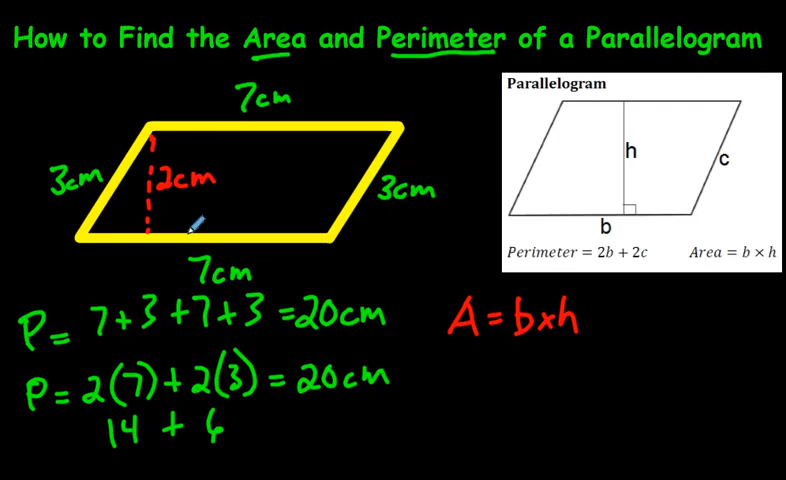 How to Find the Area and Perimeter of a Parallelogram
7cm
3cm
2cm
3cm
7cm
P = 7+3+7+3 = 20cm
P = 2(7)+2(3) = 20cm
14 + 6
Parallelogram
h
c
b
Perimeter = 2b + 2c
Area = b × h
A = b×h